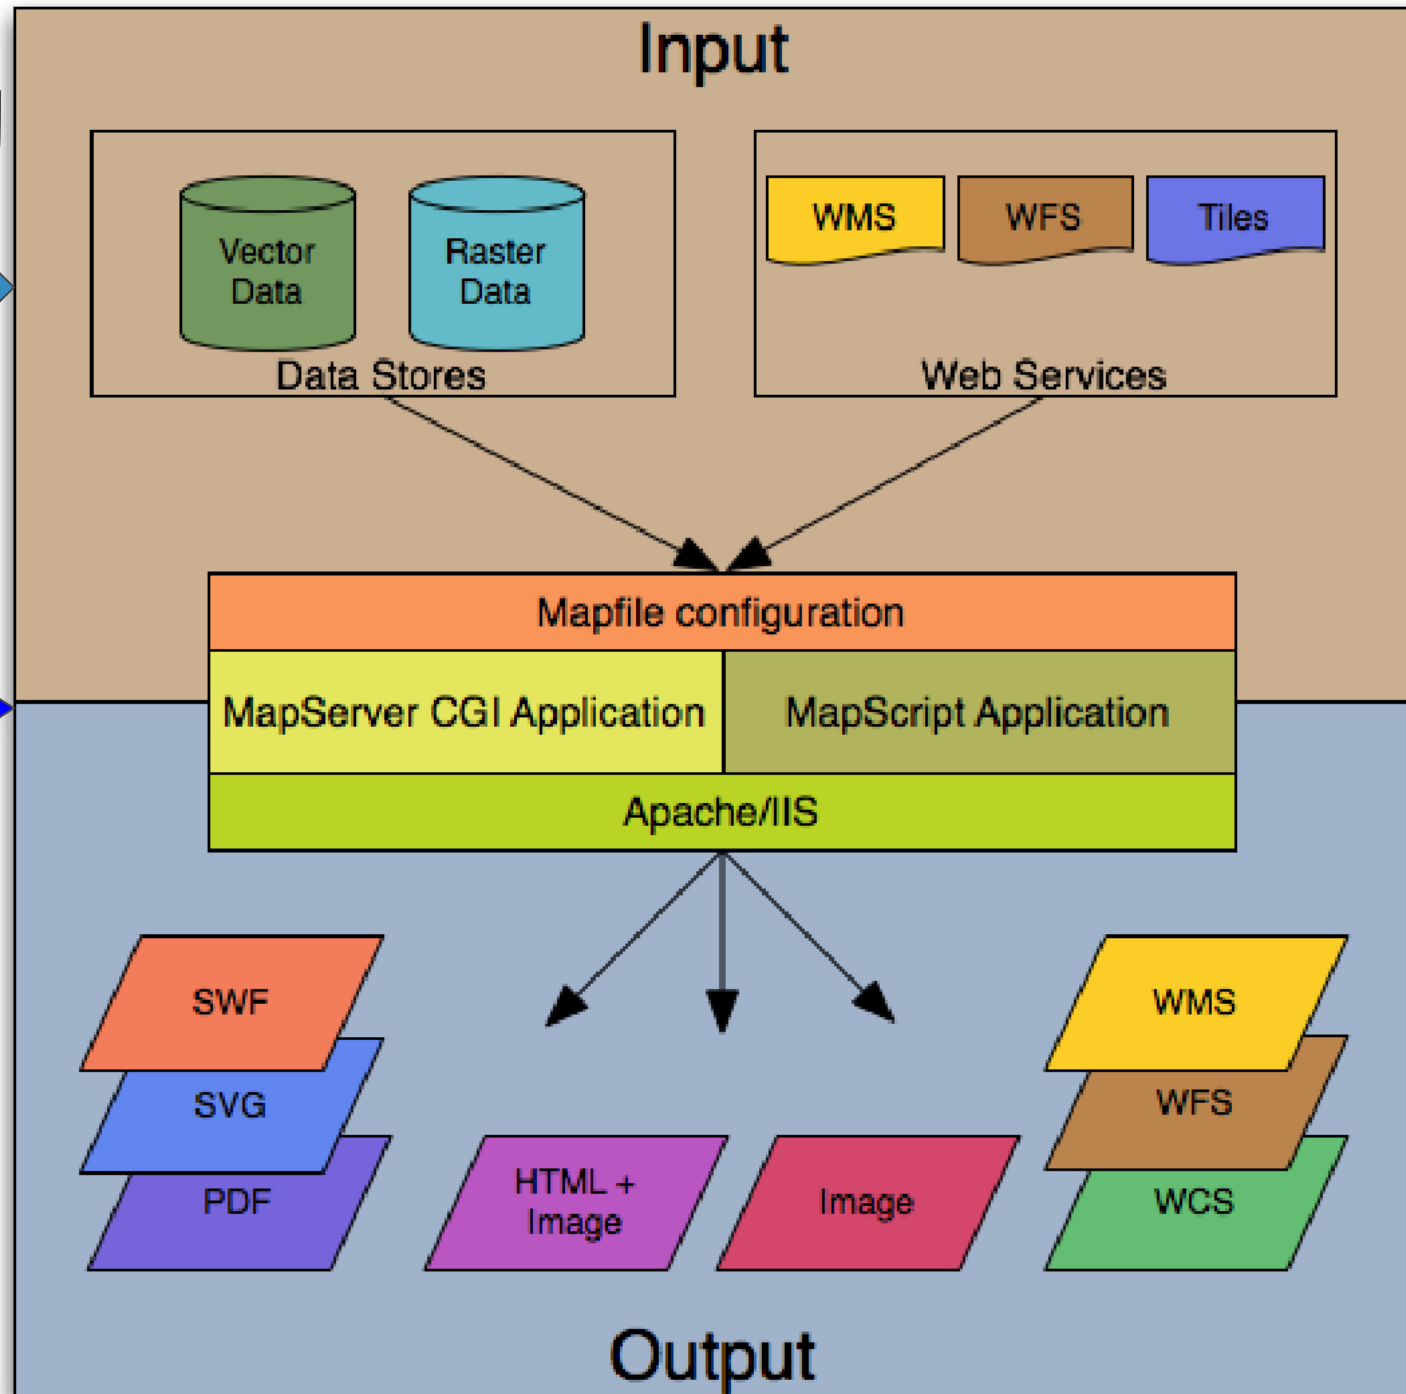 Input
Vector
Data
Raster
Data
Data Stores
WMS
WFS
Tiles
Web Services
Mapfile configuration
MapServer CGI Application
MapScript Application
Apache/IIS
SWF
SVG
PDF
HTML +
Image
Image
WMS
WFS
WCS
Output